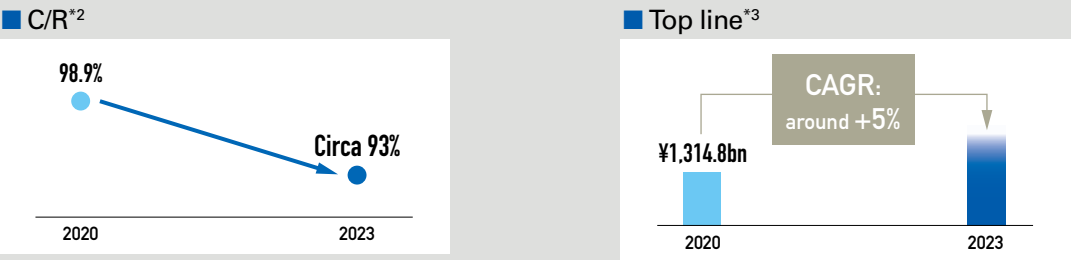 C/R*2
98.9%
Circa 93%
2020
2023
Top line*3
CAGR:
around +5%
¥1,314.8bn
2020
2023